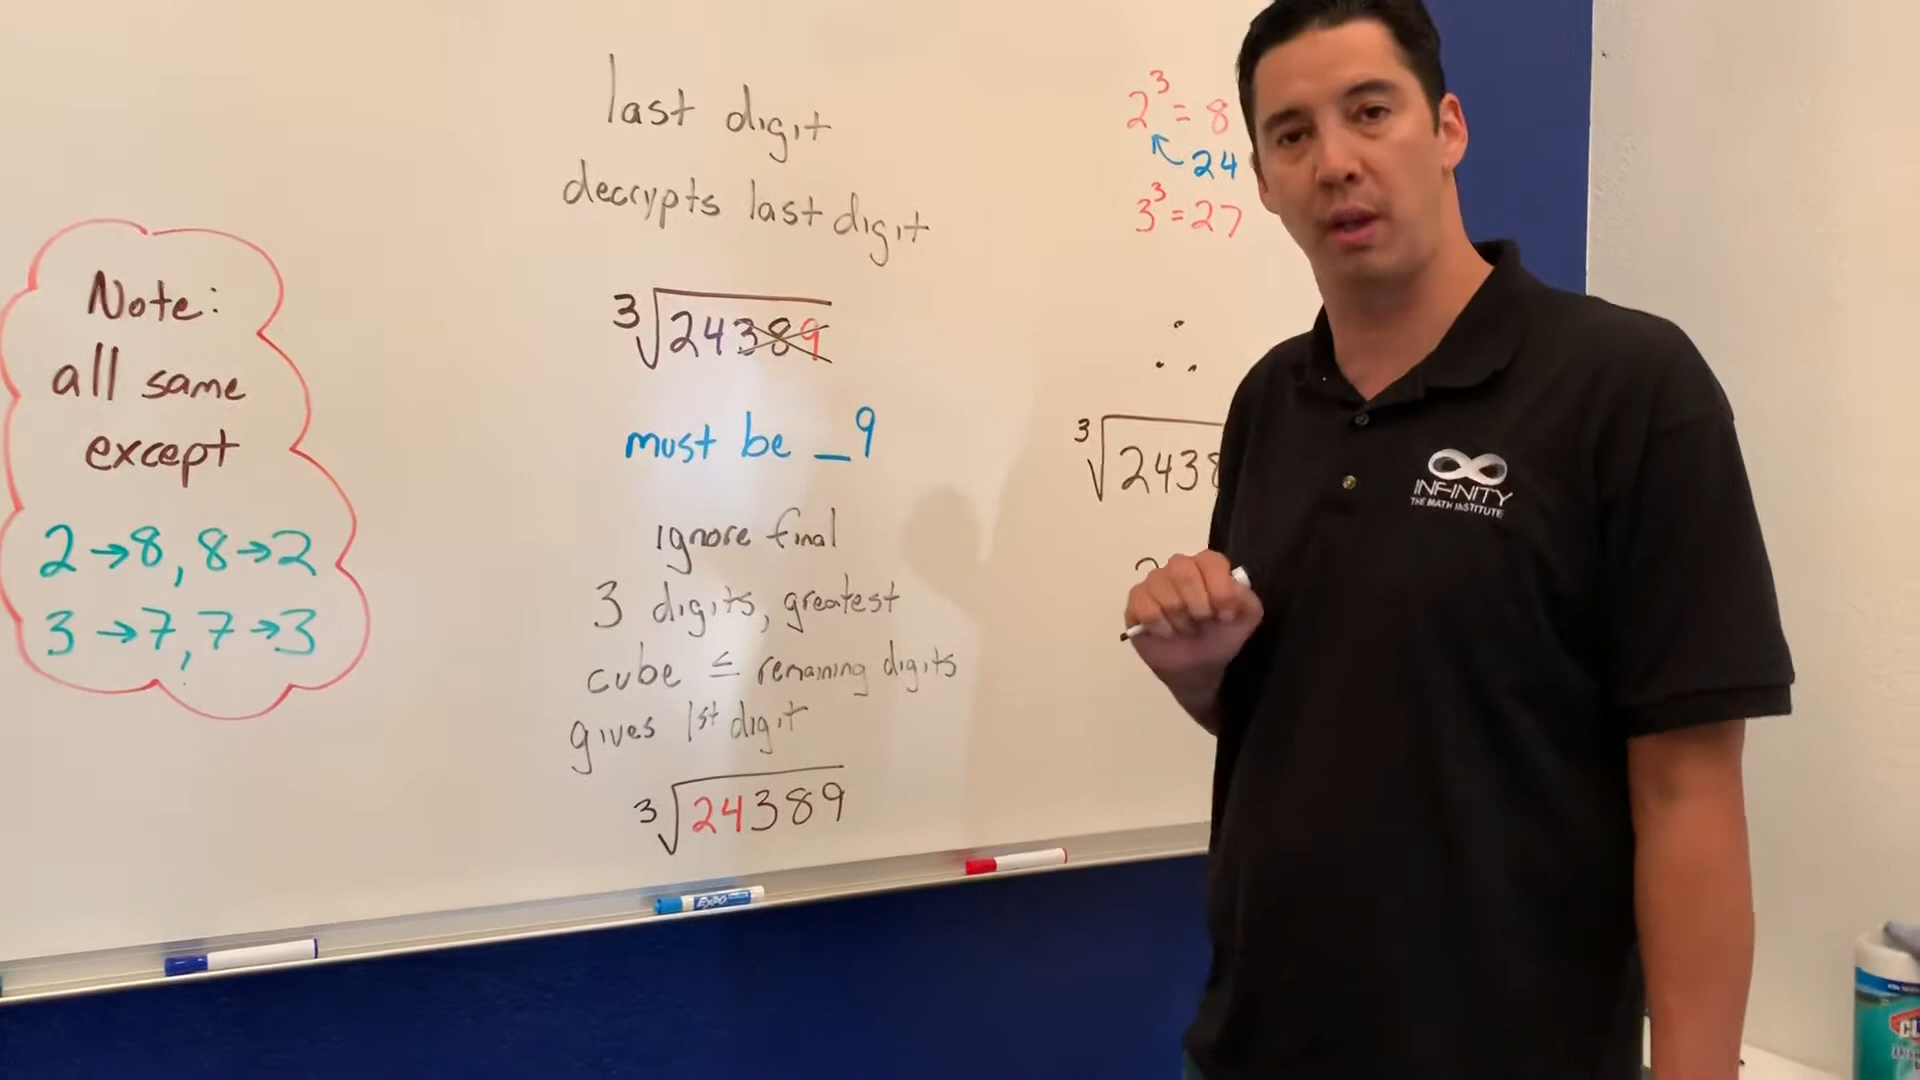 Note:
all same
except
2→8, 8→2
3→7, 7→3
last digit
decrypts last digit
³√24389
must be _9
ignore final
3 digits, greatest
cube ≤ remaining digits
gives 1st digit
³√24389
2³ = 8
↖ 24
3³ = 27
∴
³√2438
2
INFINITY
THE MATH INSTITUTE
EXPO
CL